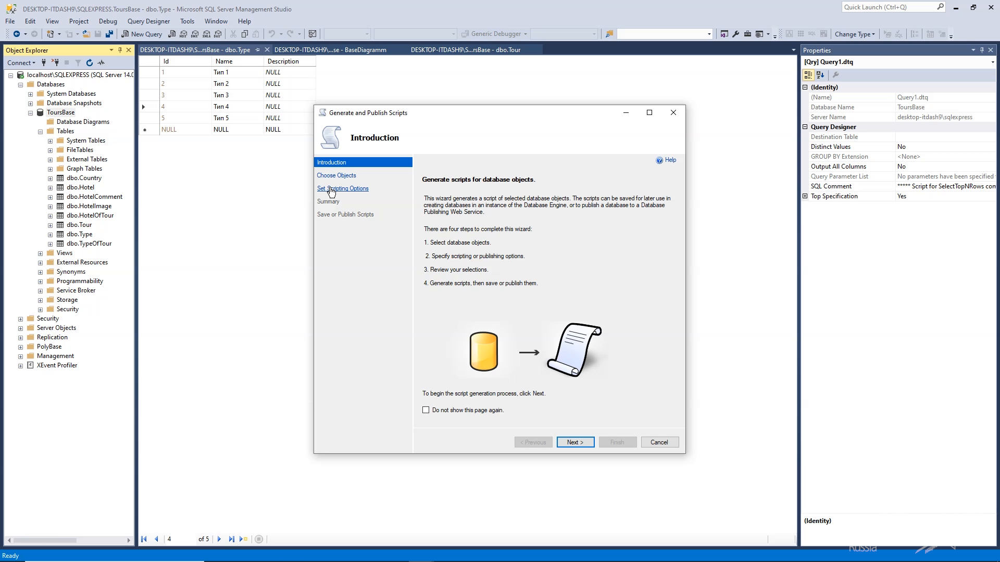 DESKTOP-ITDASH9\SQLEXPRESS.ToursBase - dbo.Type - Microsoft SQL Server Management Studio
Quick Launch (Ctrl+Q)
File Edit View Project Debug Query Designer Tools Window Help
New Query
MDX DMX XMLA DAX
Generic Debugger
SQL
Change Type
Object Explorer
Connect
localhost\SQLEXPRESS (SQL Server 14.0
Databases
System Databases
Database Snapshots
ToursBase
Database Diagrams
Tables
System Tables
FileTables
External Tables
Graph Tables
dbo.Country
dbo.Hotel
dbo.HotelComment
dbo.HotelImage
dbo.HotelOfTour
dbo.Tour
dbo.Type
dbo.TypeOfTour
Views
External Resources
Synonyms
Programmability
Service Broker
Storage
Security
Security
Server Objects
Replication
PolyBase
Management
XEvent Profiler
DESKTOP-ITDASH9\S...rsBase - dbo.Type
DESKTOP-ITDASH9\...se - BaseDiagramm
DESKTOP-ITDASH9\S...rsBase - dbo.Tour
Id Name Description
1 Тип 1 NULL
2 Тип 2 NULL
3 Тип 3 NULL
4 Тип 4 NULL
5 Тип 5 NULL
NULL NULL NULL
4 of 5
Generate and Publish Scripts
Introduction
Introduction
Choose Objects
Set Scripting Options
Summary
Save or Publish Scripts
Help
Generate scripts for database objects.
This wizard generates a script of selected database objects. The scripts can be saved for later use in
creating databases in an instance of the Database Engine, or to publish a database to a Database
Publishing Web Service.
There are four steps to complete this wizard:
1. Select database objects.
2. Specify scripting or publishing options.
3. Review your selections.
4. Generate scripts, then save or publish them.
To begin the script generation process, click Next.
Do not show this page again.
< Previous
Next >
Finish
Cancel
Properties
[Qry] Query1.dtq
(Identity)
(Name) Query1.dtq
Database Name ToursBase
Server Name desktop-itdash9\sqlexpress
Query Designer
Destination Table
Distinct Values No
GROUP BY Extension <None>
Output All Columns No
Query Parameter List No parameters have been specified
SQL Comment ***** Script for SelectTopNRows com
Top Specification Yes
(Identity)
Russia
Ready